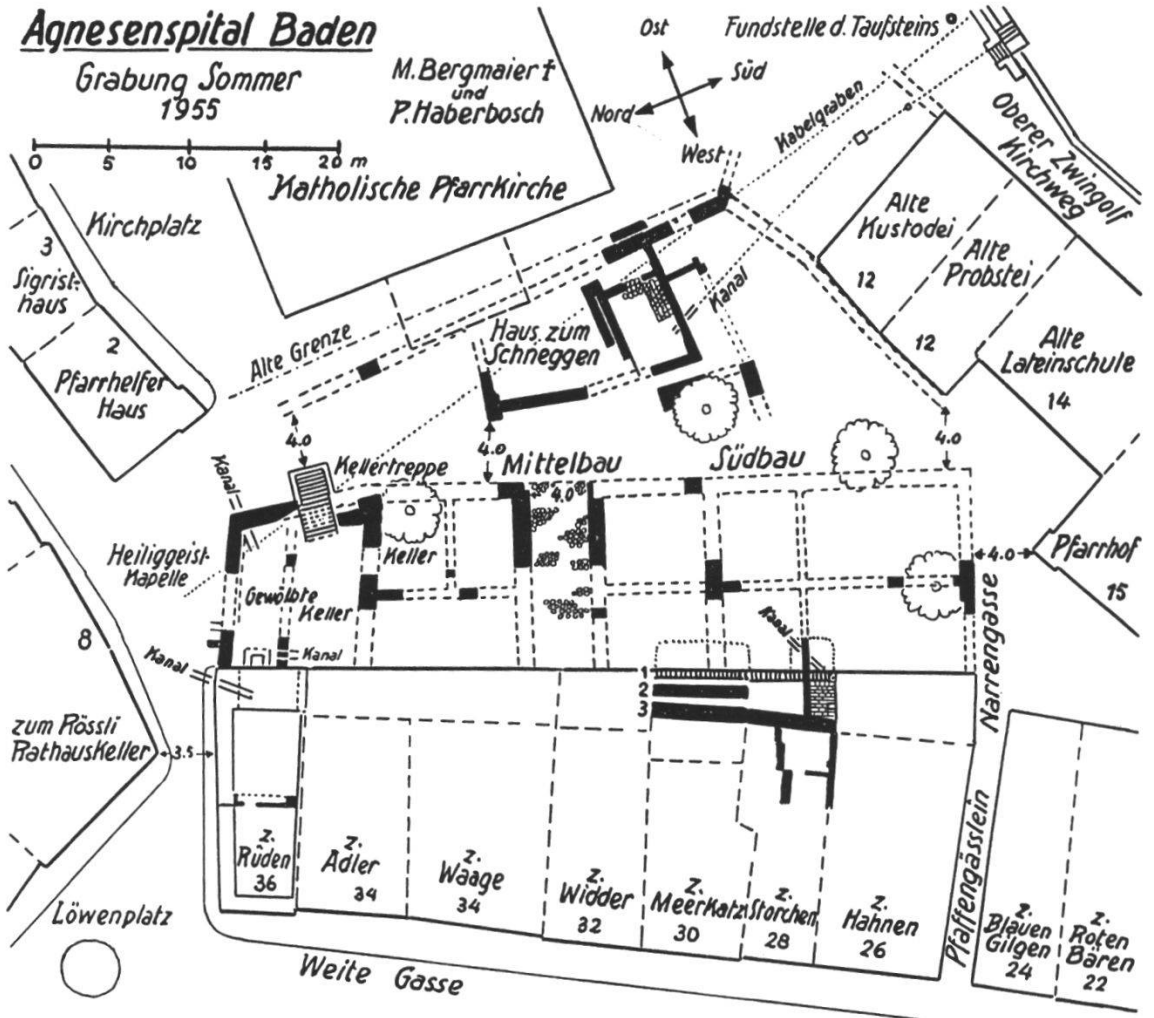 Agnesenspital Baden
Grabung Sommer
1955
0 5 10 15 20 m
M. Bergmaier †
und
P. Haberbosch
Ost
Süd
Nord
West
Fundstelle d. Taufsteins
Kabelgraben
Oberer Zwingolf
Kirchweg
Katholische Pfarrkirche
Kirchplatz
3
Sigrist-
haus
2
Pfarrhelfer
Haus
Alte Grenze
Haus zum
Schneggen
Kanal
Alte
Kustodei
12
Alte
Probstei
12
Alte
Lateinschule
14
Pfarrhof
15
4.0
4.0
4.0
4.0
4.0
Kanal
Kellertreppe
Mittelbau
Südbau
Heiliggeist
Kapelle
Keller
Gewölbte
Keller
Kanal
Kanal
Kanal
1
2
3
8
zum Rössli
Rathauskeller
3.5
Narrengasse
Pfaffengässlein
z.
Rüden
36
z.
Adler
34
z.
Waage
34
z.
Widder
32
z.
Meerkatz
30
z.
Storchen
28
z.
Hahnen
26
z.
Blauen
Gilgen
24
z.
Roten
Bären
22
Löwenplatz
Weite Gasse